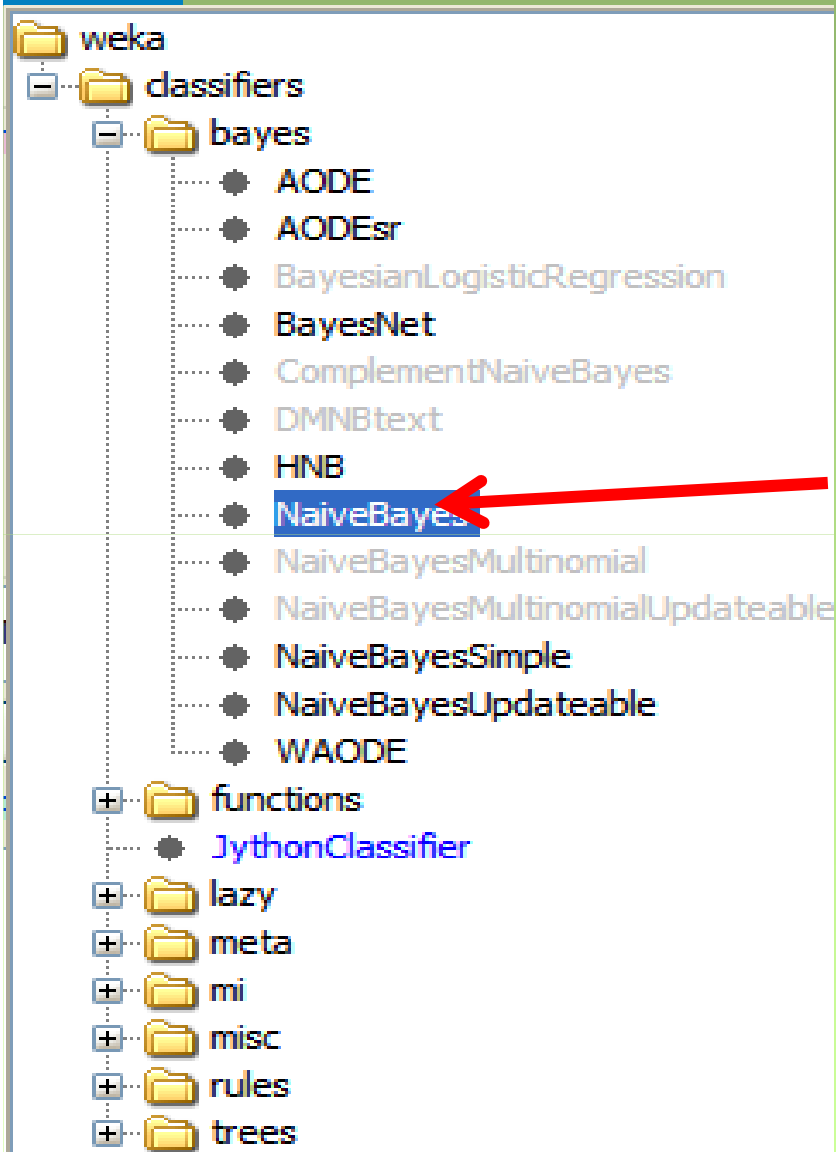 weka
classifiers
bayes
AODE
AODEsr
BayesianLogisticRegression
BayesNet
ComplementNaiveBayes
DMNBtext
HNB
NaiveBayes
NaiveBayesMultinomial
NaiveBayesMultinomialUpdateable
NaiveBayesSimple
NaiveBayesUpdateable
WAODE
functions
JythonClassifier
lazy
meta
mi
misc
rules
trees